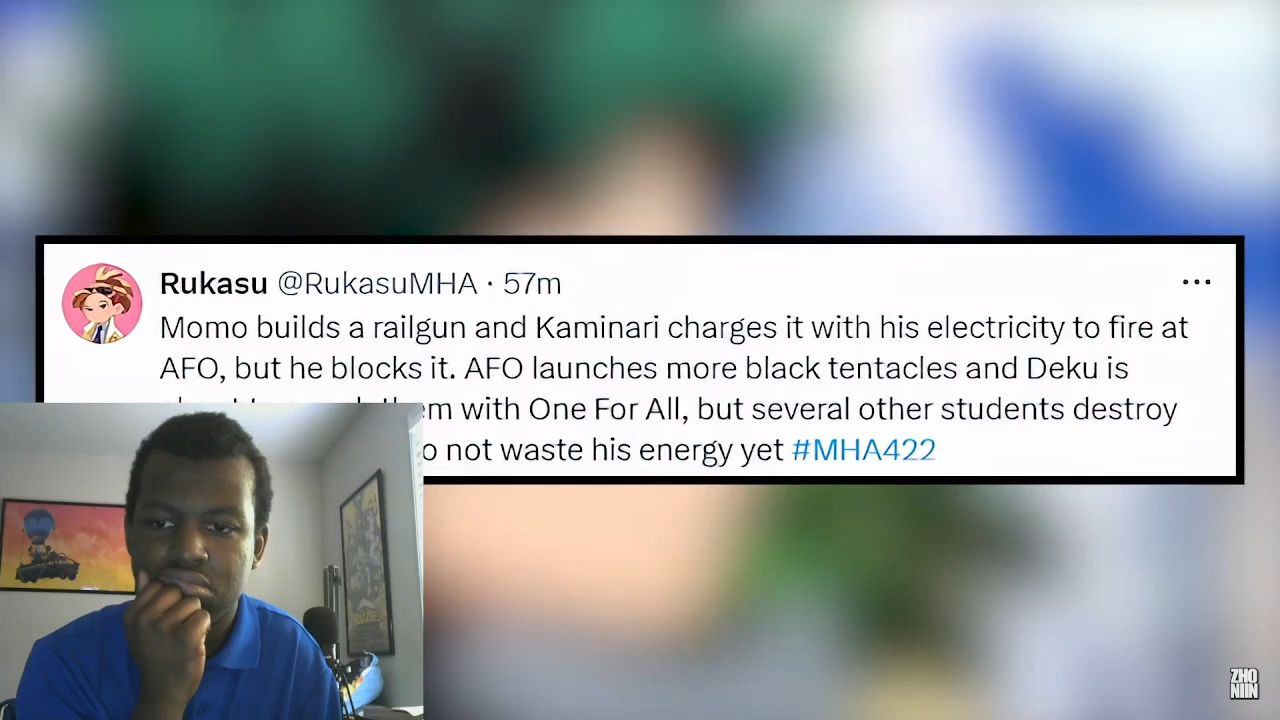 Rukasu @RukasuMHA · 57m
Momo builds a railgun and Kaminari charges it with his electricity to fire at
AFO, but he blocks it. AFO launches more black tentacles and Deku is
with One For All, but several other students destroy
not waste his energy yet #MHA422
ZHO
NIIN